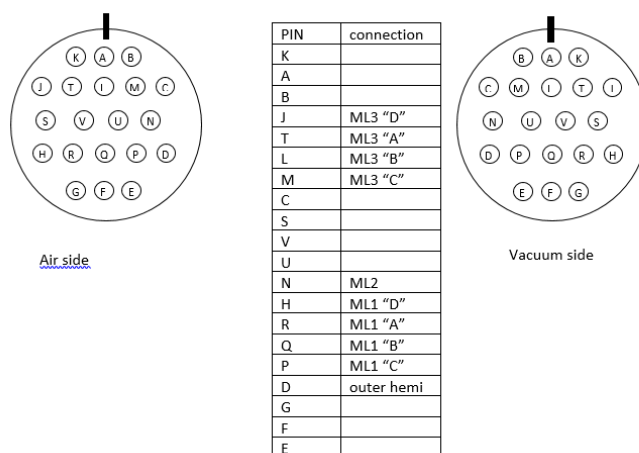 K A B
J T M C
S V U N
H R Q P D
G F E
Air side
PIN connection
K
A
B
J ML3 “D”
T ML3 “A”
L ML3 “B”
M ML3 “C”
C
S
V
U
N ML2
H ML1 “D”
R ML1 “A”
Q ML1 “B”
P ML1 “C”
D outer hemi
G
F
E
B A K
C M T
N U V S
D P Q R H
E F G
Vacuum side